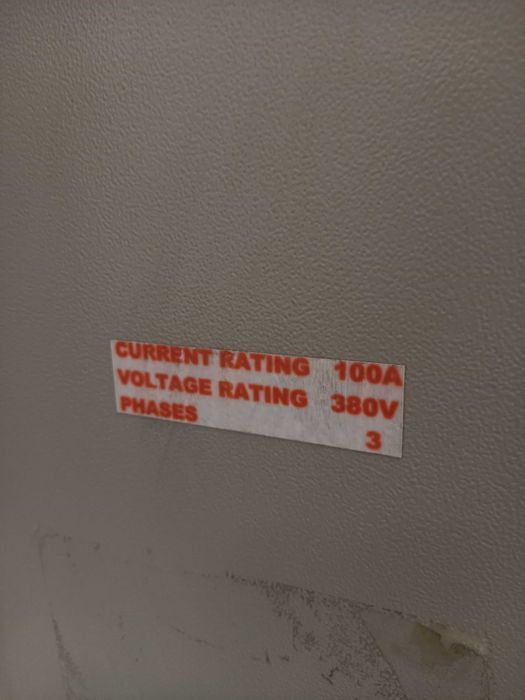 CURRENT RATING 100A
VOLTAGE RATING 380V
PHASES 3